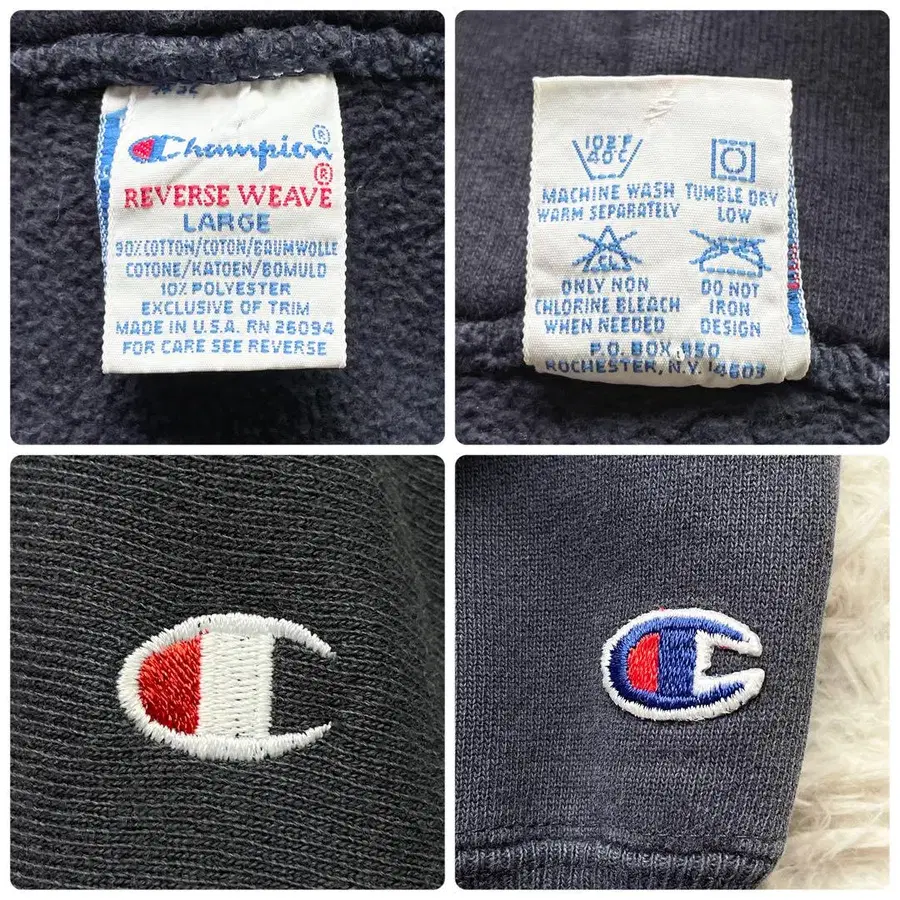 Champion®
REVERSE WEAVE®
LARGE
90% COTTON/COTON/BAUMWOLLE
COTONE/KATOEN/BOMULD
10% POLYESTER
EXCLUSIVE OF TRIM
MADE IN U.S.A. RN 26094
FOR CARE SEE REVERSE
102°F
40°C
MACHINE WASH
WARM SEPARATELY
TUMBLE DRY
LOW
CL
ONLY NON
CHLORINE BLEACH
WHEN NEEDED
DO NOT
IRON
DESIGN
P.O. BOX 850
ROCHESTER, N.Y. 14603